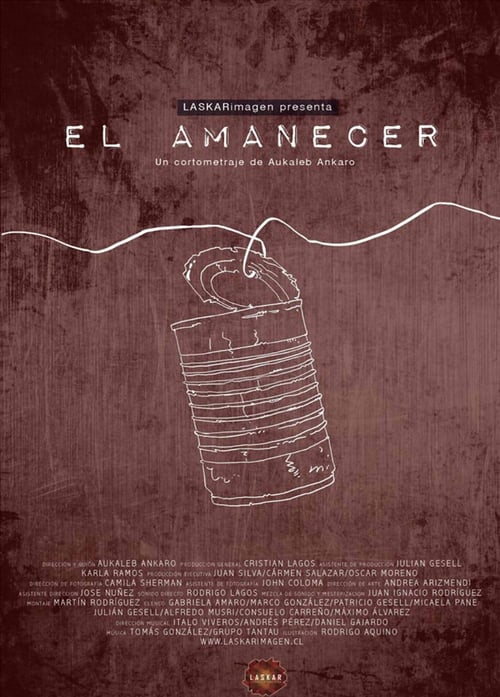 LASKARimagen presenta
EL AMANECER
Un cortometraje de Aukaleb Ankaro
DIRECCIÓN Y GUIÓN AUKALEB ANKARO PRODUCCIÓN GENERAL CRISTIAN LAGOS ASISTENTE DE PRODUCCIÓN JULIAN GESELL
KARLA RAMOS PRODUCCIÓN EJECUTIVA JUAN SILVA/CÁRMEN SALAZAR/OSCAR MORENO
DIRECCIÓN DE FOTOGRAFÍA CAMILA SHERMAN ASISTENTE DE FOTOGRAFÍA JOHN COLOMA DIRECCIÓN DE ARTE ANDREA ARIZMENDI
ASISTENTE DIRECCIÓN JOSE NUÑEZ SONIDO DIRECTO RODRIGO LAGOS MEZCLA DE SONIDO Y MASTERIZACIÓN JUAN IGNACIO RODRÍGUEZ
MONTAJE MARTÍN RODRÍGUEZ ELENCO GABRIELA AMARO/MARCO GONZÁLEZ/PATRICIO GESELL/MICAELA PANE
JULIÁN GESELL/ALFREDO MUSRI/CONSUELO CARREÑO/MÁXIMO ÁLVAREZ
DIRECCIÓN MUSICAL ITALO VIVEROS/ANDRÉS PÉREZ/DANIEL GAJARDO
MÚSICA TOMÁS GONZÁLEZ/GRUPO TANTAU ILUSTRACIÓN RODRIGO AQUINO
WWW.LASKARIMAGEN.CL
LASKAR